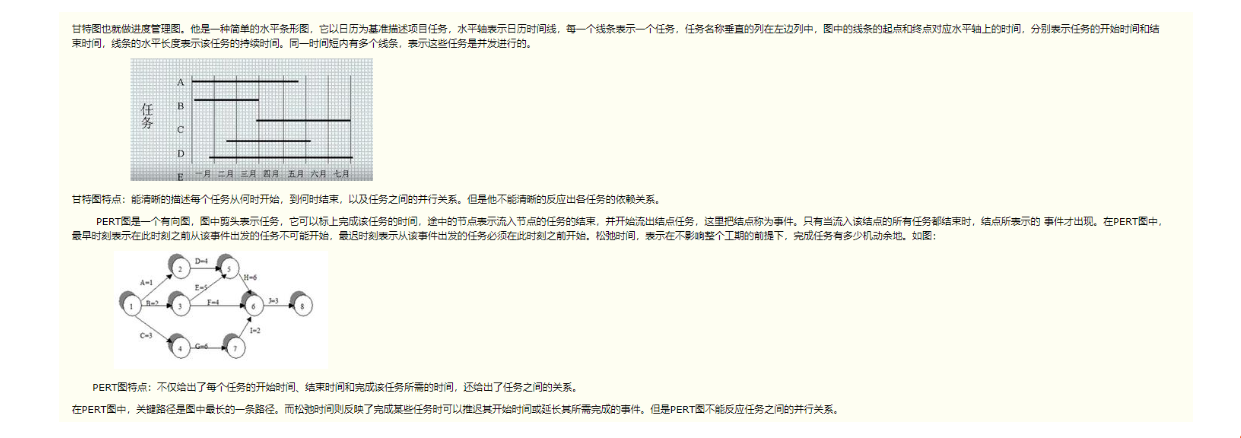 甘特图也就做进度管理图。他是一种简单的水平条形图，它以日历为基准描述项目任务，水平轴表示日历时间线，每一个线条表示一个任务，任务名称垂直的列在左边列中，图中的线条的起点和终点对应水平轴上的时间，分别表示任务的开始时间和结
束时间，线条的水平长度表示该任务的持续时间。同一时间短内有多个线条，表示这些任务是并发进行的。
A
B
任务
C
D
E
一月 二月 三月 四月 五月 六月 七月
甘特图特点：能清晰的描述每个任务从何时开始，到何时结束，以及任务之间的并行关系。但是他不能清晰的反应出各任务的依赖关系。
PERT图是一个有向图，图中剪头表示任务，它可以标上完成该任务的时间，途中的节点表示流入节点的任务的结束，并开始流出结点任务，这里把结点称为事件。只有当流入该结点的所有任务都结束时，结点所表示的 事件才出现。在PERT图中，
最早时刻表示在此时刻之前从该事件出发的任务不可能开始，最迟时刻表示从该事件出发的任务必须在此时刻之前开始。松弛时间，表示在不影响整个工期的前提下，完成任务有多少机动余地。如图：
D=4
2
5
A=1
H=6
E=5
1
B=2
3
F=4
6
J=3
8
C=3
I=2
4
G=6
7
PERT图特点：不仅给出了每个任务的开始时间、结束时间和完成该任务所需的时间，还给出了任务之间的关系。
在PERT图中，关键路径是图中最长的一条路径。而松弛时间则反映了完成某些任务时可以推迟其开始时间或延长其所需完成的事件。但是PERT图不能反应任务之间的并行关系。